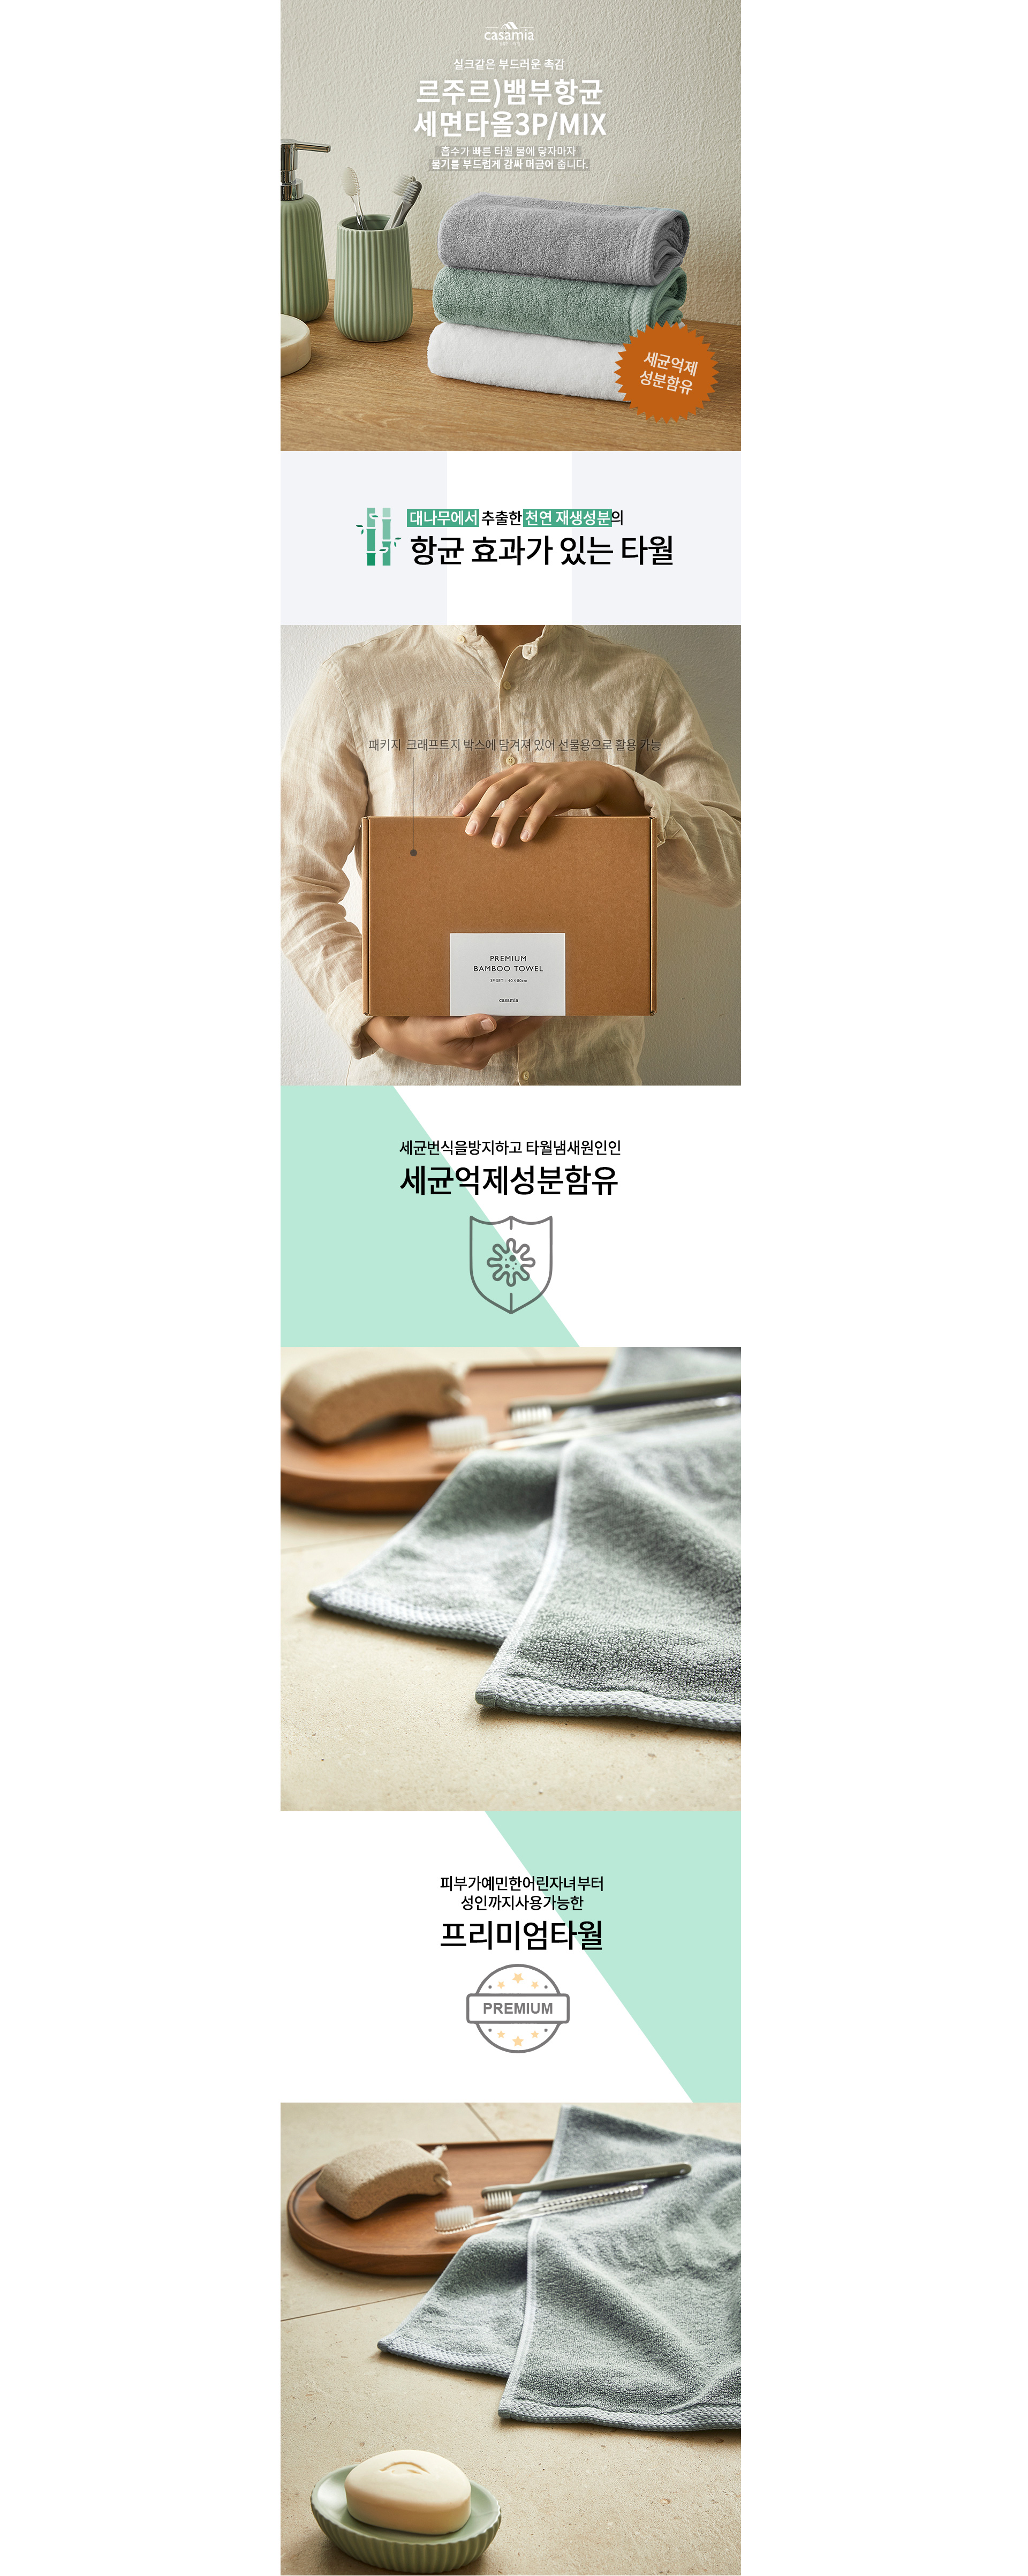 casamia
실크같은 부드러운 촉감
르주르)뱀부항균
세면타올3P/MIX
흡수가 빠른 타월 물에 닿자마자
물기를 부드럽게 감싸 머금어 줍니다.
세균억제
성분함유
대나무에서 추출한 천연 재생성분의
항균 효과가 있는 타월
패키지 크래프트지 박스에 담겨져 있어 선물용으로 활용 가능
PREMIUM
BAMBOO TOWEL
3P SET | 40 × 80cm
casamia
세균번식을방지하고 타월냄새원인인
세균억제성분함유
피부가예민한어린자녀부터
성인까지사용가능한
프리미엄타월
PREMIUM